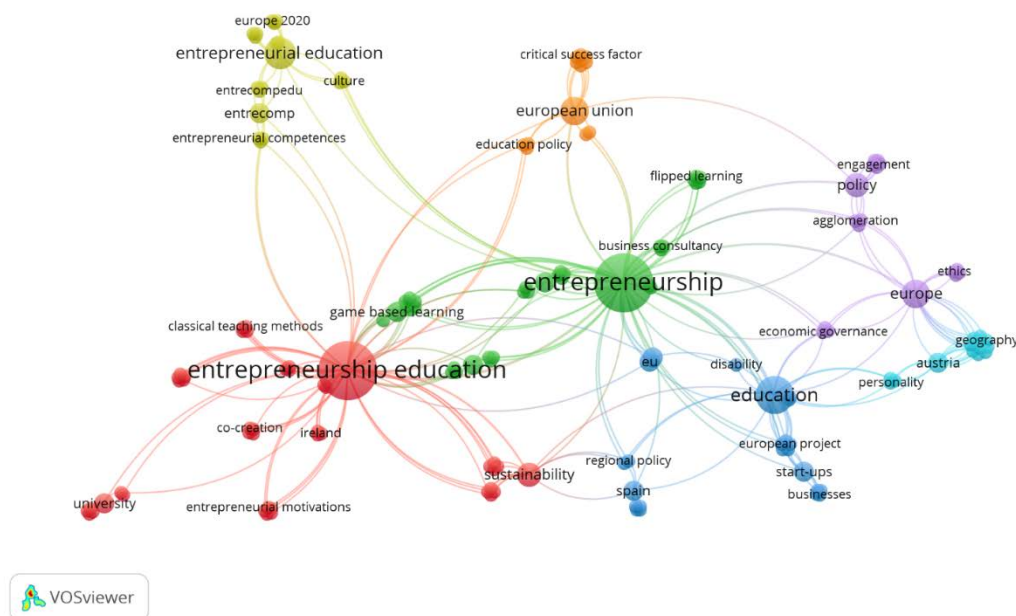 europe 2020
entrepreneurial education
culture
entrecompedu
entrecomp
entrepreneurial competences
critical success factor
european union
education policy
flipped learning
engagement
policy
agglomeration
business consultancy
entrepreneurship
ethics
europe
game based learning
classical teaching methods
economic governance
geography
entrepreneurship education
eu
disability
austria
personality
education
co-creation
ireland
european project
regional policy
start-ups
sustainability
spain
businesses
university
entrepreneurial motivations
VOSviewer